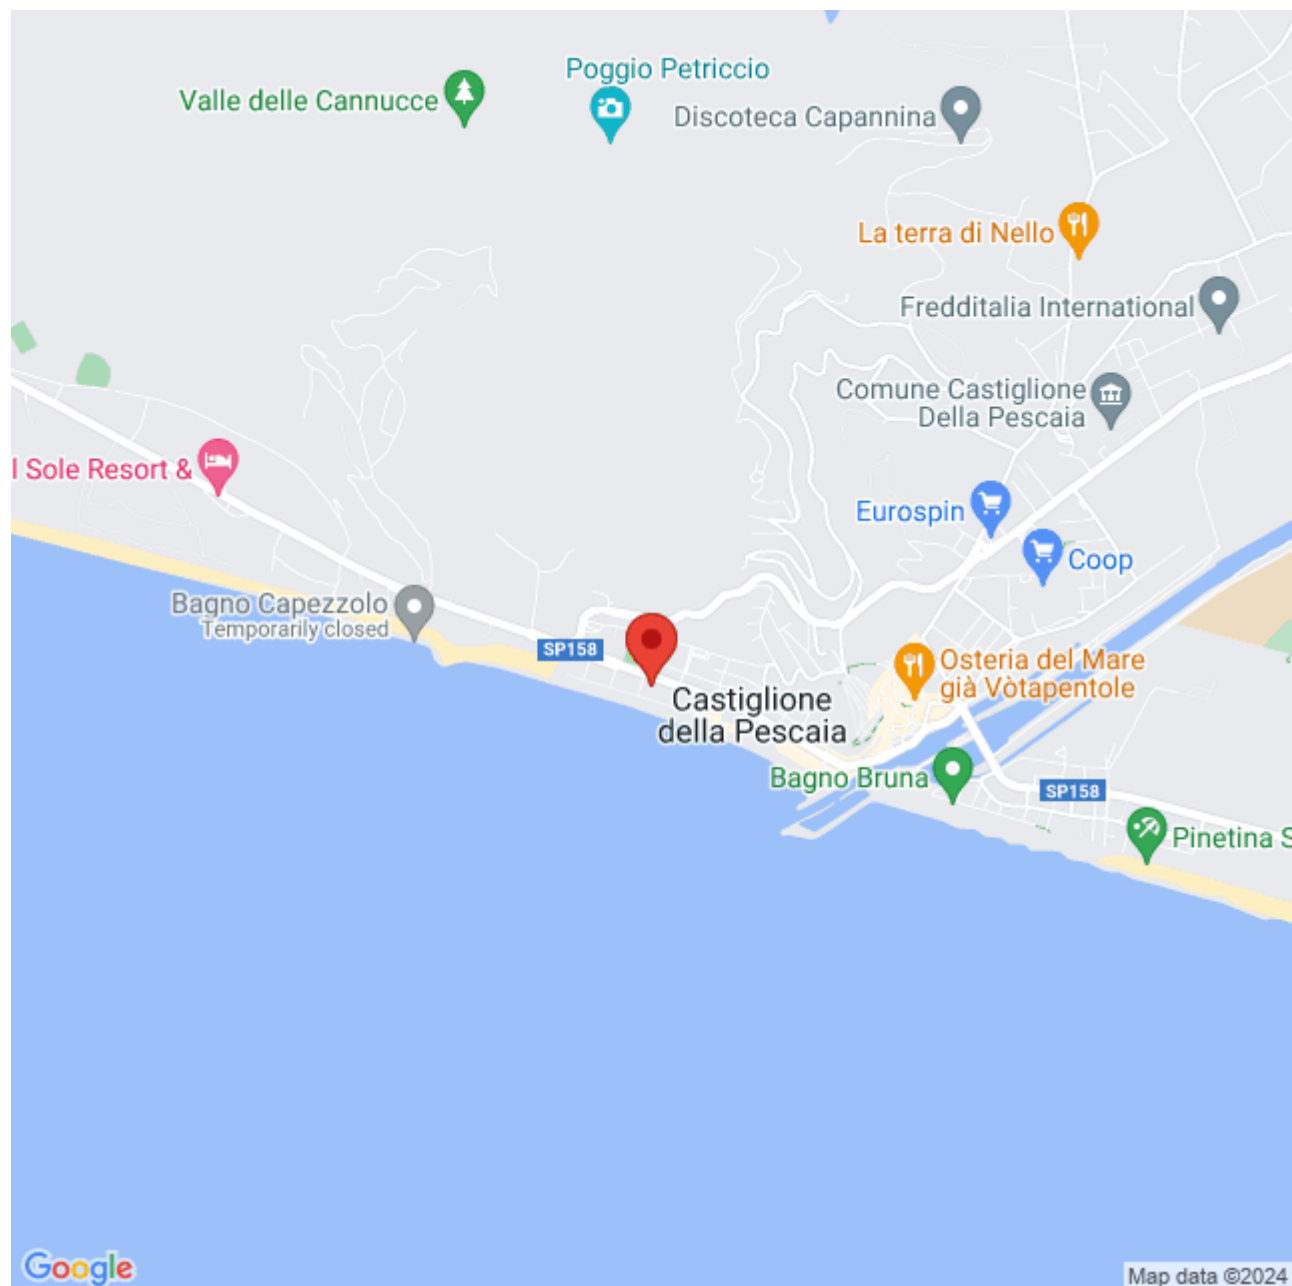 Poggio Petriccio
Valle delle Cannucce
Discoteca Capannina
La terra di Nello
Fredditalia International
Comune Castiglione
Della Pescaia
l Sole Resort &
Eurospin
Coop
Bagno Capezzolo
Temporarily closed
SP158
Osteria del Mare
già Vòtapentole
Castiglione
della Pescaia
Bagno Bruna
SP158
Pinetina S
Google
Map data ©2024